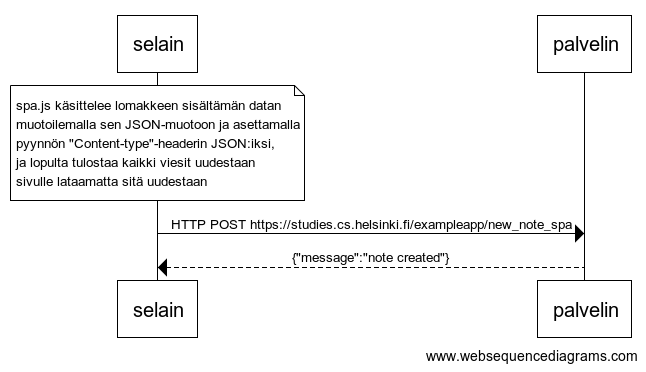 selain
palvelin
spa.js käsittelee lomakkeen sisältämän datan
muotoilemalla sen JSON-muotoon ja asettamalla
pyynnön "Content-type"-headerin JSON:iksi,
ja lopulta tulostaa kaikki viesit uudestaan
sivulle lataamatta sitä uudestaan
HTTP POST https://studies.cs.helsinki.fi/exampleapp/new_note_spa
{"message":"note created"}
selain
palvelin
www.websequencediagrams.com